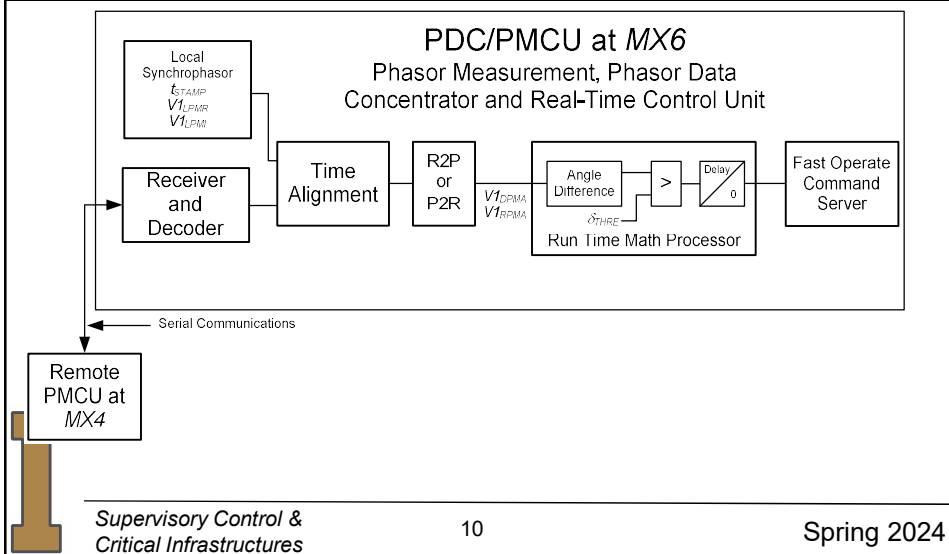 PDC/PMCU at MX6
Phasor Measurement, Phasor Data
Concentrator and Real-Time Control Unit
Local
Synchrophasor
tSTAMP
V1LPMR
V1LPMI
Receiver
and
Decoder
Time
Alignment
R2P
or
P2R
V1DPMA
V1RPMA
Angle
Difference
>
Delay
0
δTHRE
Run Time Math Processor
Fast Operate
Command
Server
Serial Communications
Remote
PMCU at
MX4
Supervisory Control &
Critical Infrastructures
10
Spring 2024